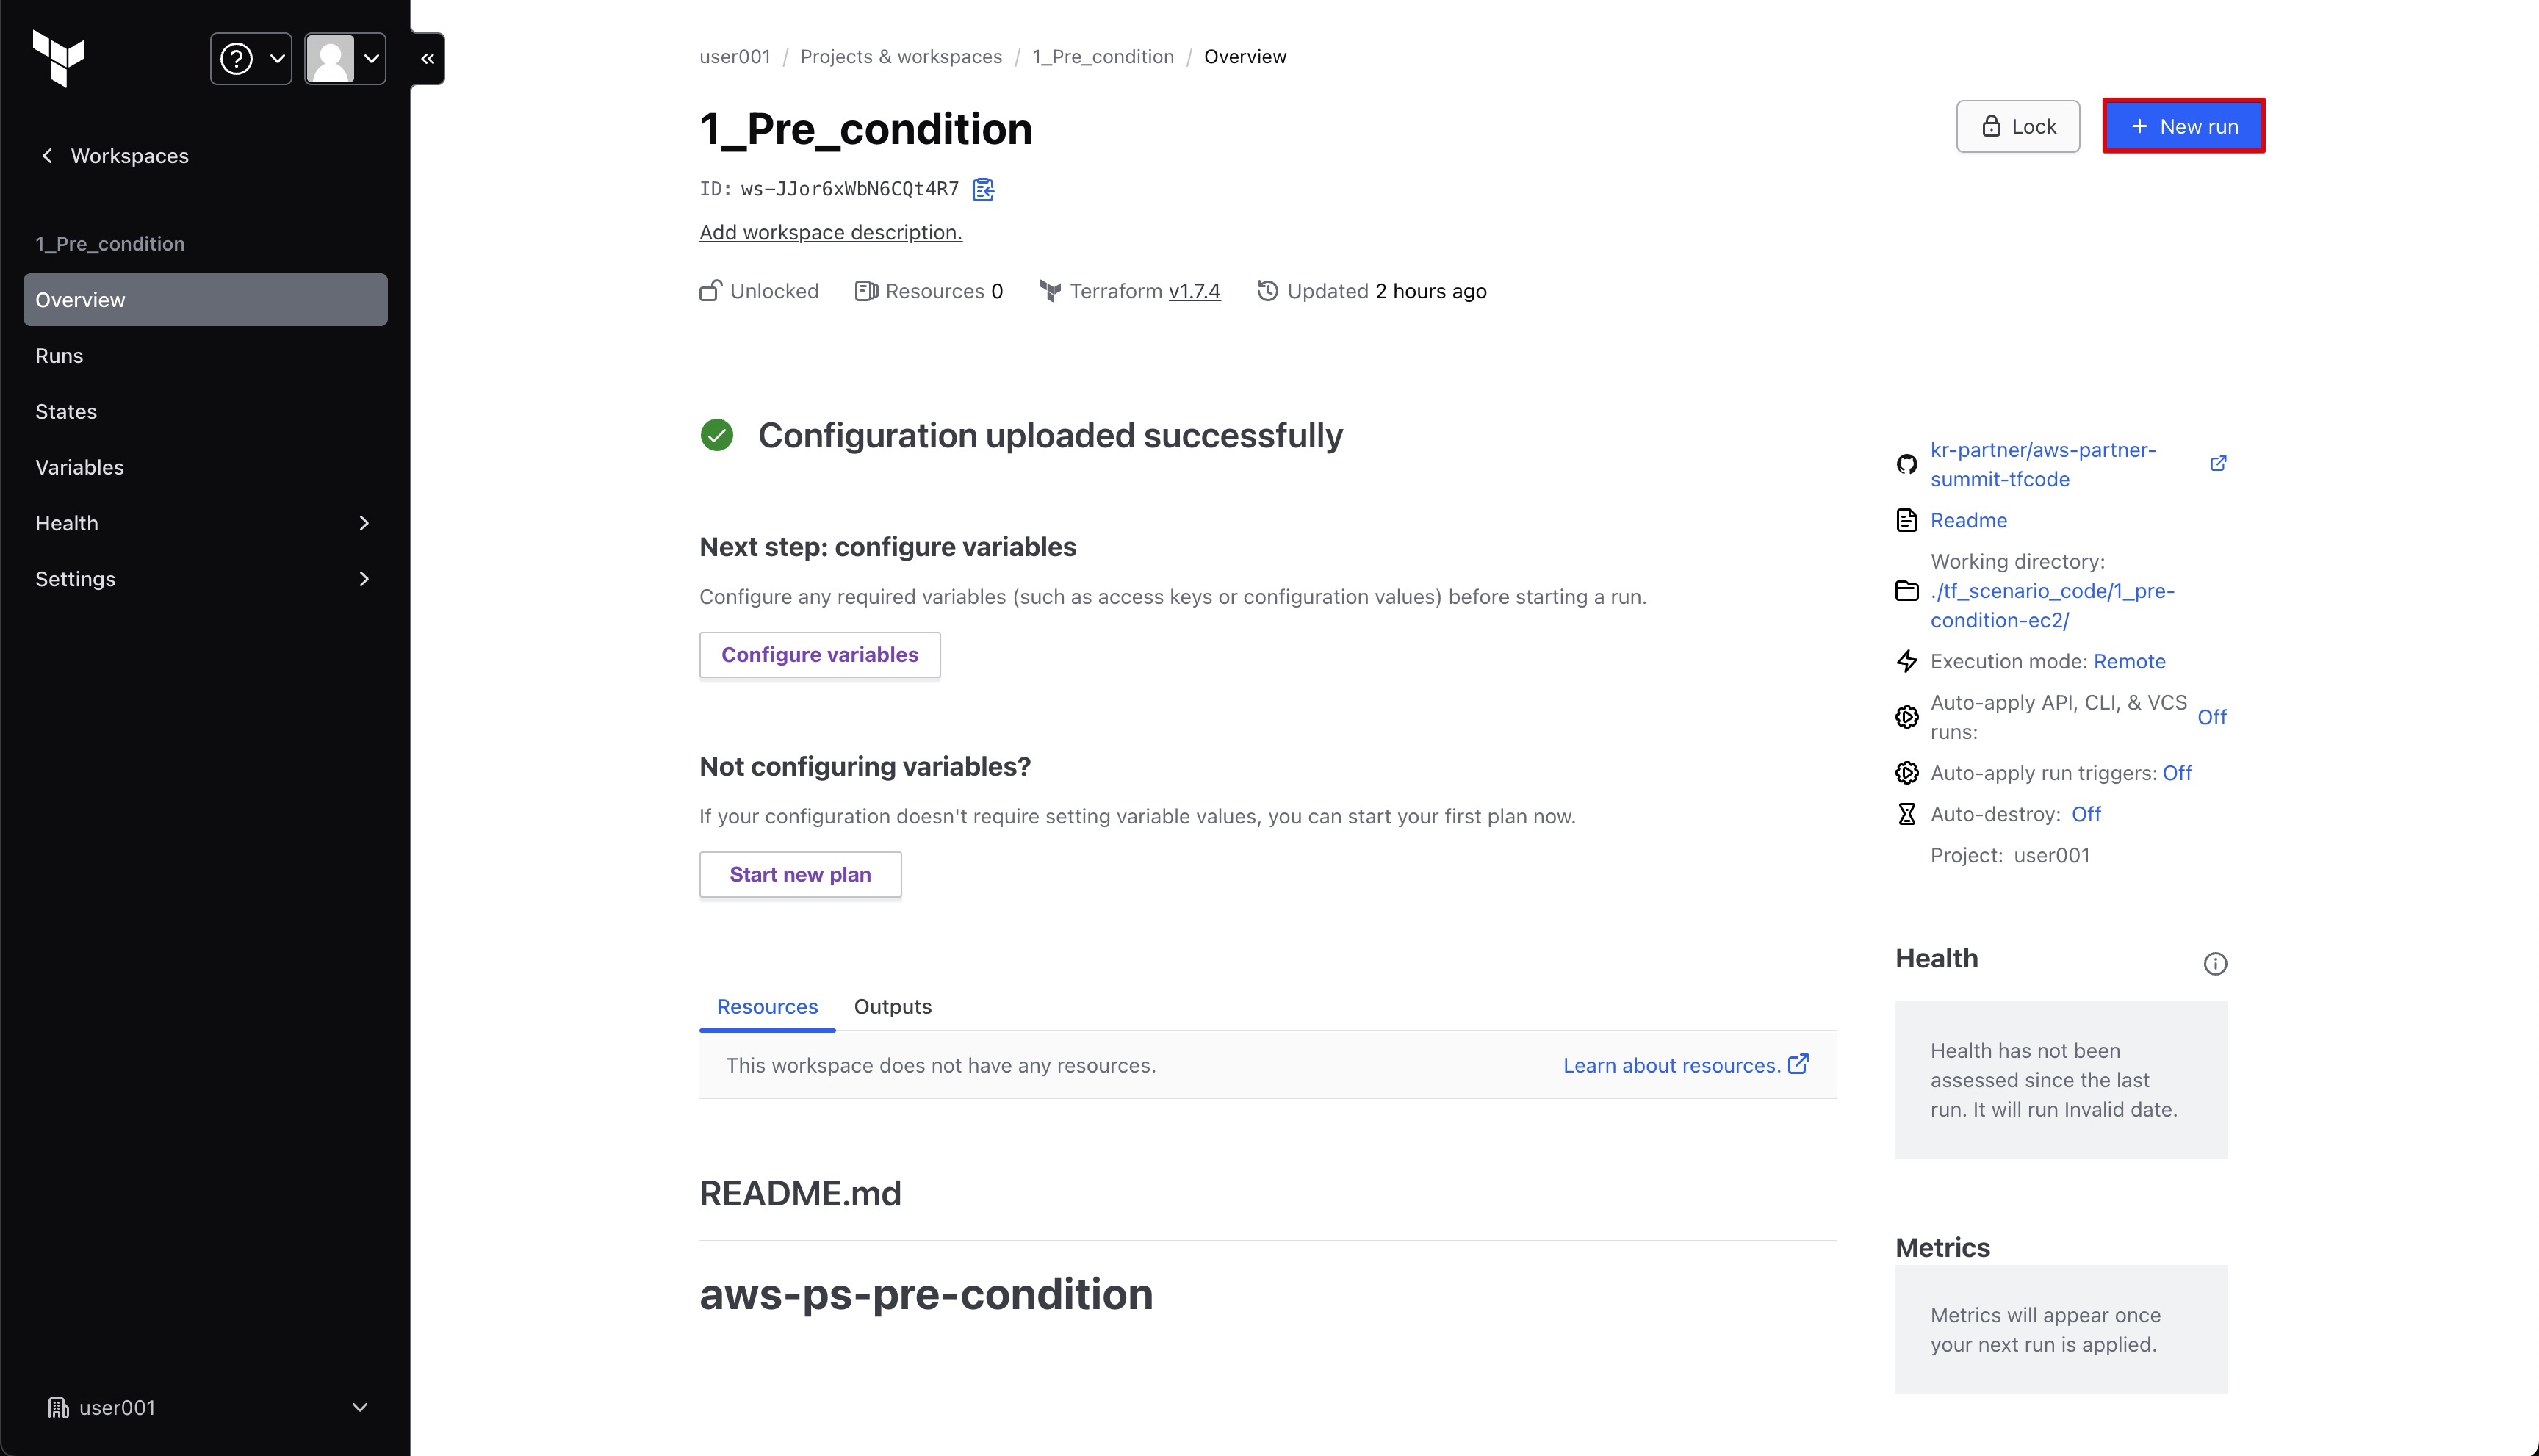 Workspaces
1_Pre_condition
Overview
Runs
States
Variables
Health
Settings
user001
user001 / Projects & workspaces / 1_Pre_condition / Overview
1_Pre_condition
Lock
+ New run
ID: ws-JJor6xWbN6CQt4R7
Add workspace description.
Unlocked Resources 0 Terraform v1.7.4 Updated 2 hours ago
Configuration uploaded successfully
Next step: configure variables
Configure any required variables (such as access keys or configuration values) before starting a run.
Configure variables
Not configuring variables?
If your configuration doesn't require setting variable values, you can start your first plan now.
Start new plan
Resources Outputs
This workspace does not have any resources. Learn about resources.
README.md
aws-ps-pre-condition
kr-partner/aws-partner-
summit-tfcode
Readme
Working directory:
./tf_scenario_code/1_pre-
condition-ec2/
Execution mode: Remote
Auto-apply API, CLI, & VCS
runs: Off
Auto-apply run triggers: Off
Auto-destroy: Off
Project: user001
Health
Health has not been
assessed since the last
run. It will run Invalid date.
Metrics
Metrics will appear once
your next run is applied.